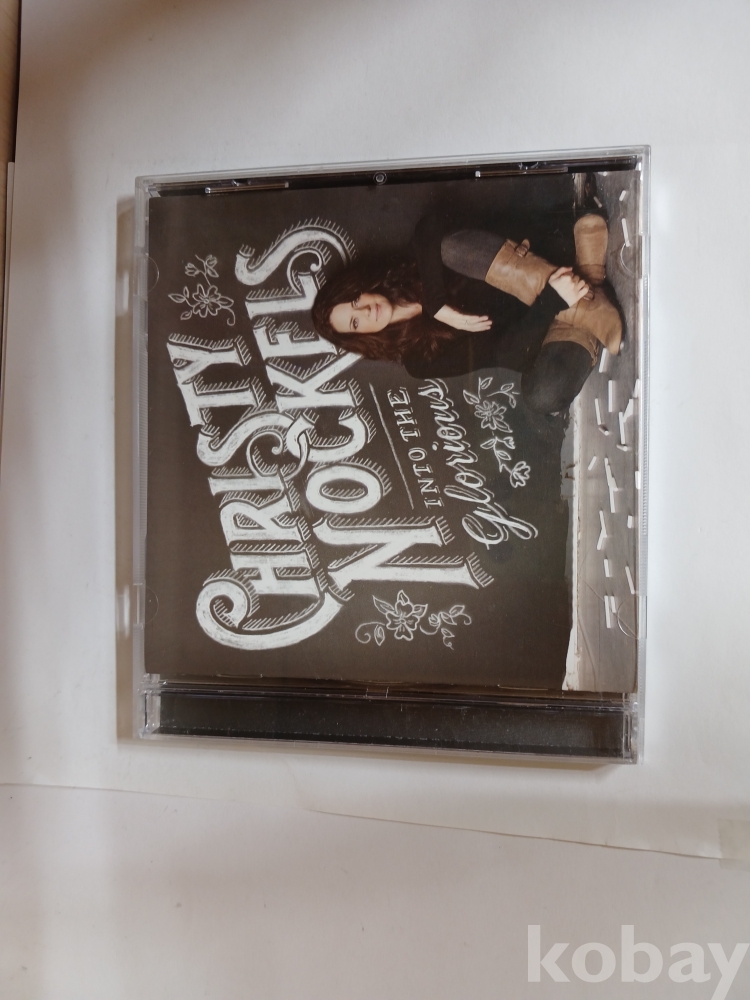 CHRISTY
NOCKELS
INTO THE
Glorious
kobay